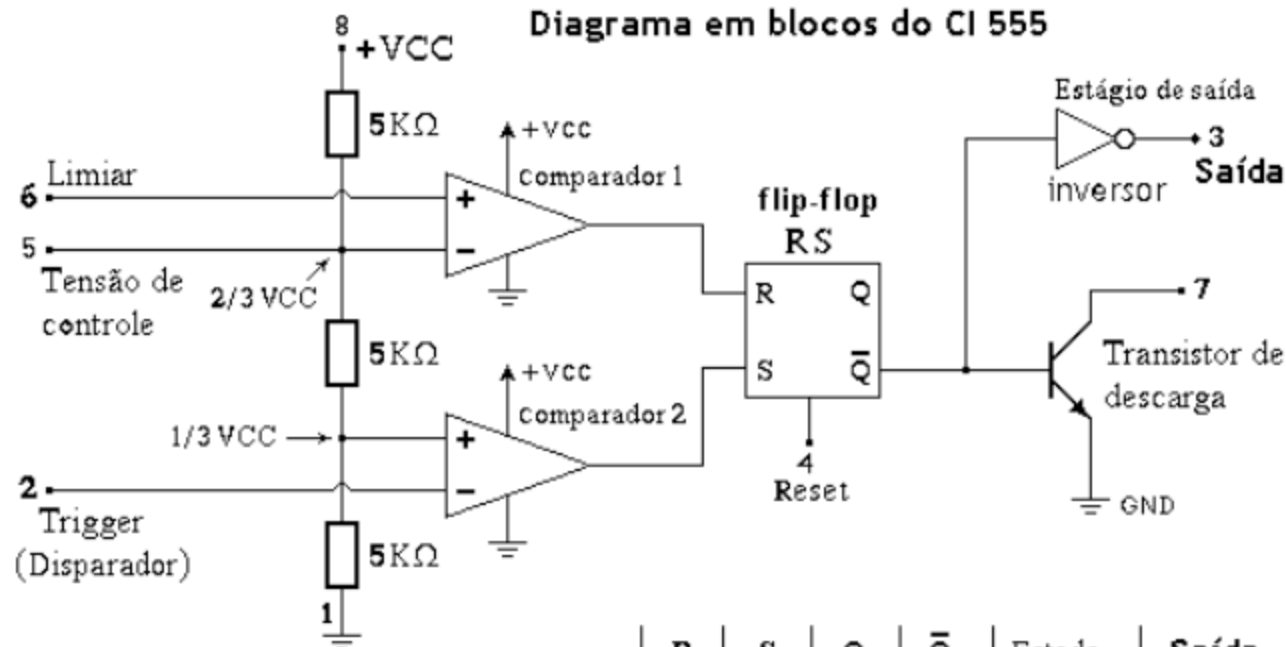 Diagrama em blocos do CI 555
8
+VCC
5KΩ
Estágio de saída
3
Saída
inversor
+VCC
Comparador 1
6 Limiar
+
−
5
Tensão de
controle
2/3 VCC
flip-flop
RS
R Q
S Q̅
7
Transistor de
descarga
5KΩ
+VCC
Comparador 2
1/3 VCC
+
−
2
Trigger
(Disparador)
4
Reset
GND
5KΩ
1
R S Q Q̅ Estado Saída